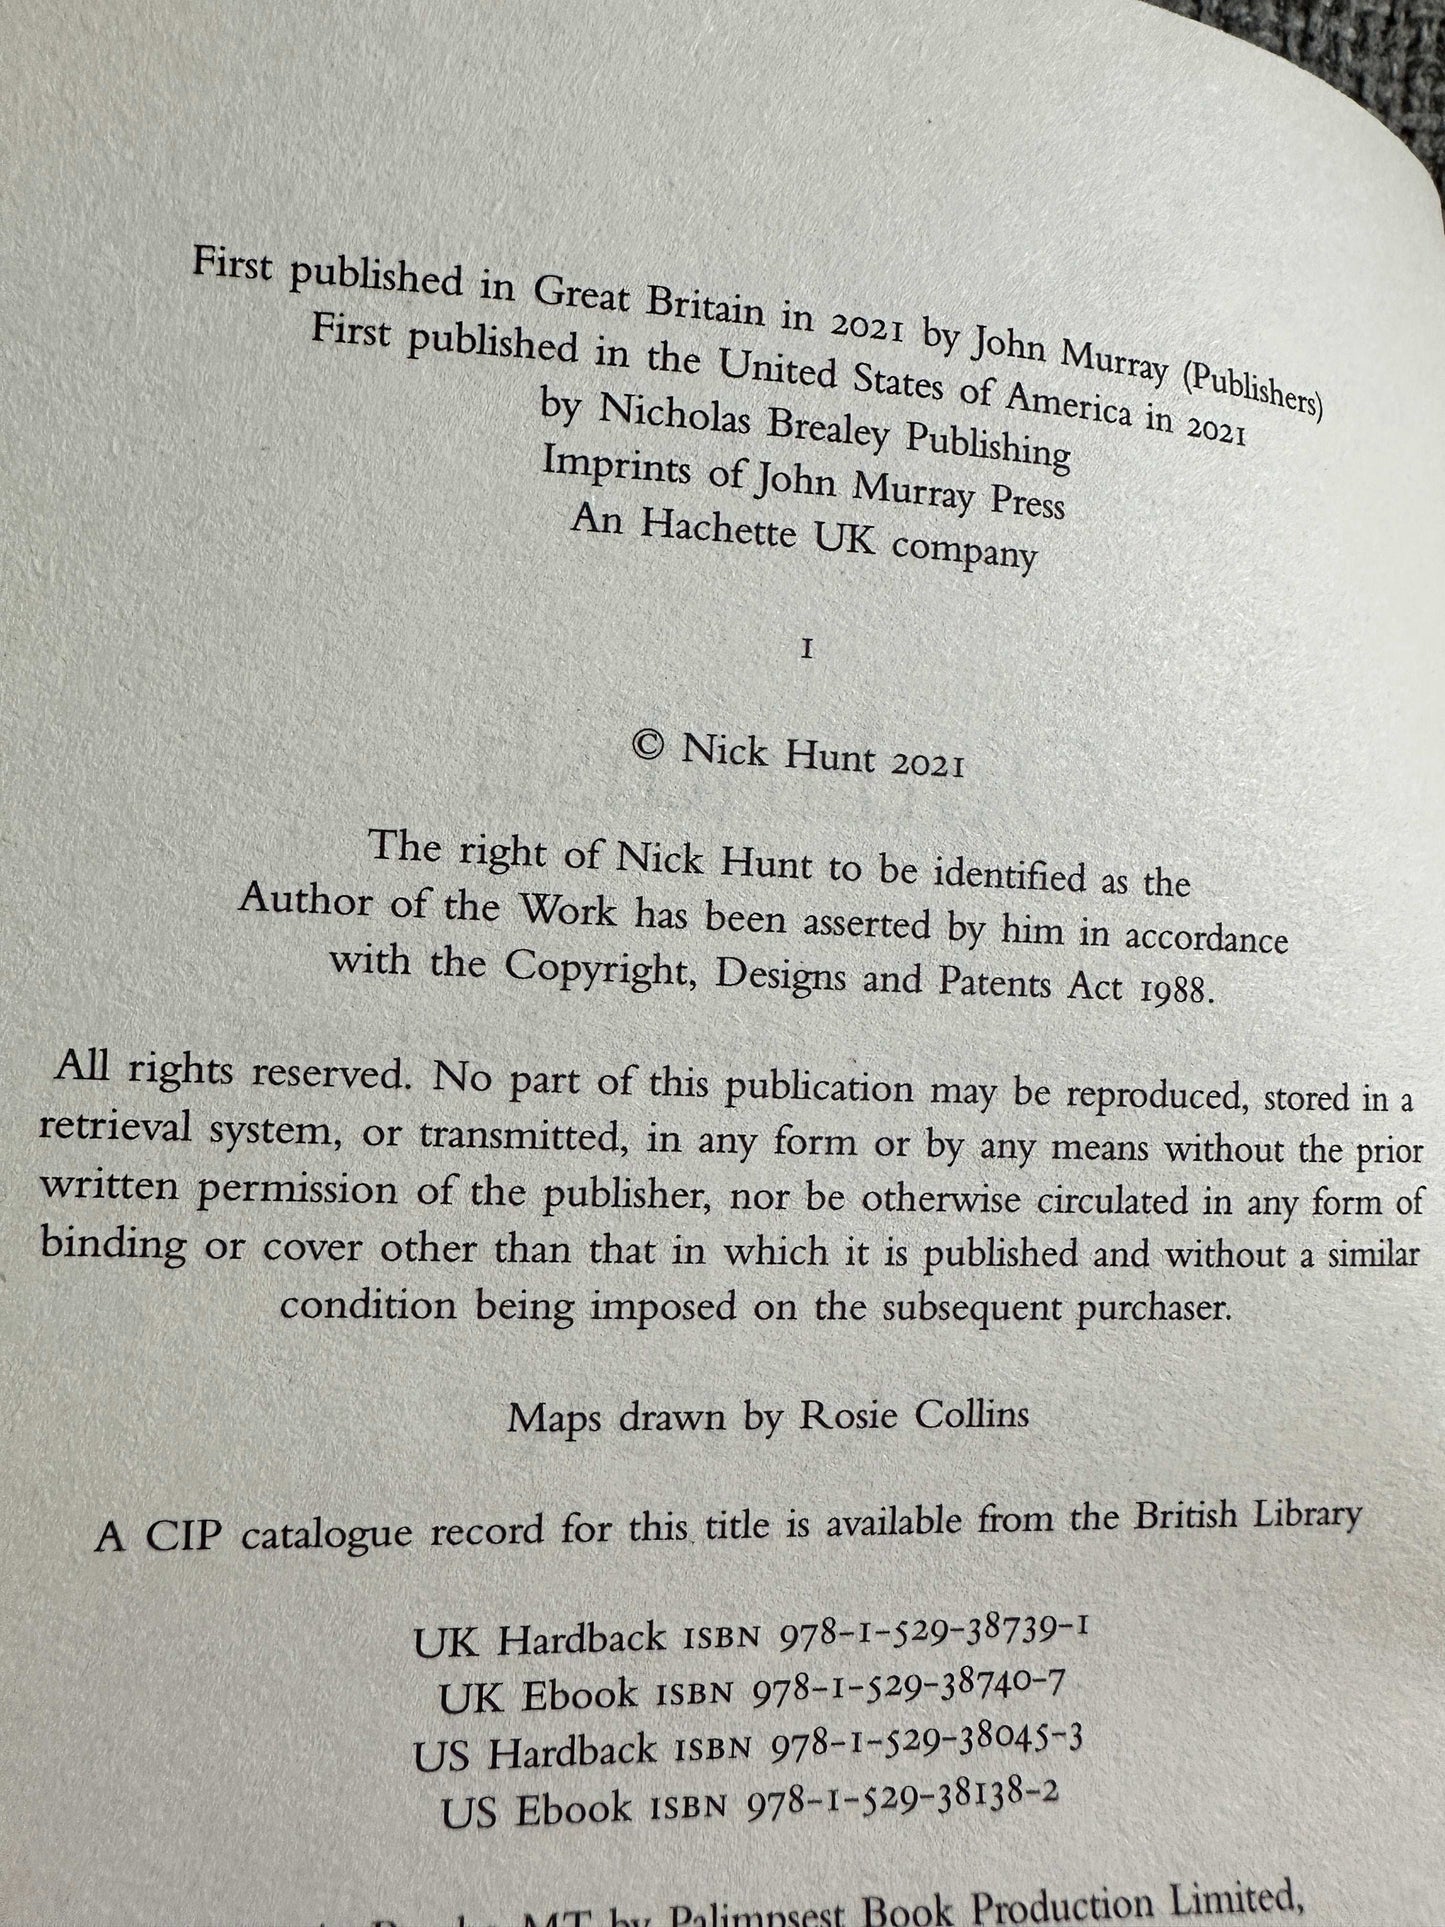 First published in Great Britain in 2021 by John Murray (Publishers)
First published in the United States of America in 2021
by Nicholas Brealey Publishing
Imprints of John Murray Press
An Hachette UK company
1
© Nick Hunt 2021
The right of Nick Hunt to be identified as the
Author of the Work has been asserted by him in accordance
with the Copyright, Designs and Patents Act 1988.
All rights reserved. No part of this publication may be reproduced, stored in a
retrieval system, or transmitted, in any form or by any means without the prior
written permission of the publisher, nor be otherwise circulated in any form of
binding or cover other than that in which it is published and without a similar
condition being imposed on the subsequent purchaser.
Maps drawn by Rosie Collins
A CIP catalogue record for this title is available from the British Library
UK Hardback ISBN 978-1-529-38739-1
UK Ebook ISBN 978-1-529-38740-7
US Hardback ISBN 978-1-529-38045-3
US Ebook ISBN 978-1-529-38138-2
MT by Palimpsest Book Production Limited,